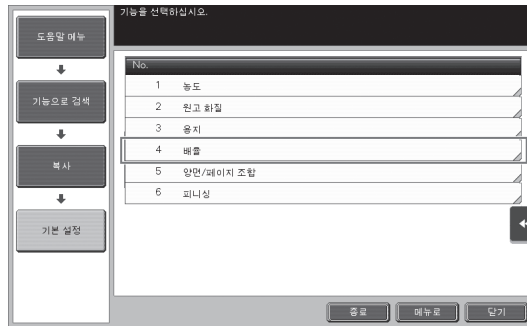 기능을 선택하십시오.
도움말 메뉴
기능으로 검색
복사
기본 설정
No.
1 농도
2 원고 화질
3 용지
4 배율
5 양면/페이지 조합
6 피니싱
종료
메뉴로
닫기